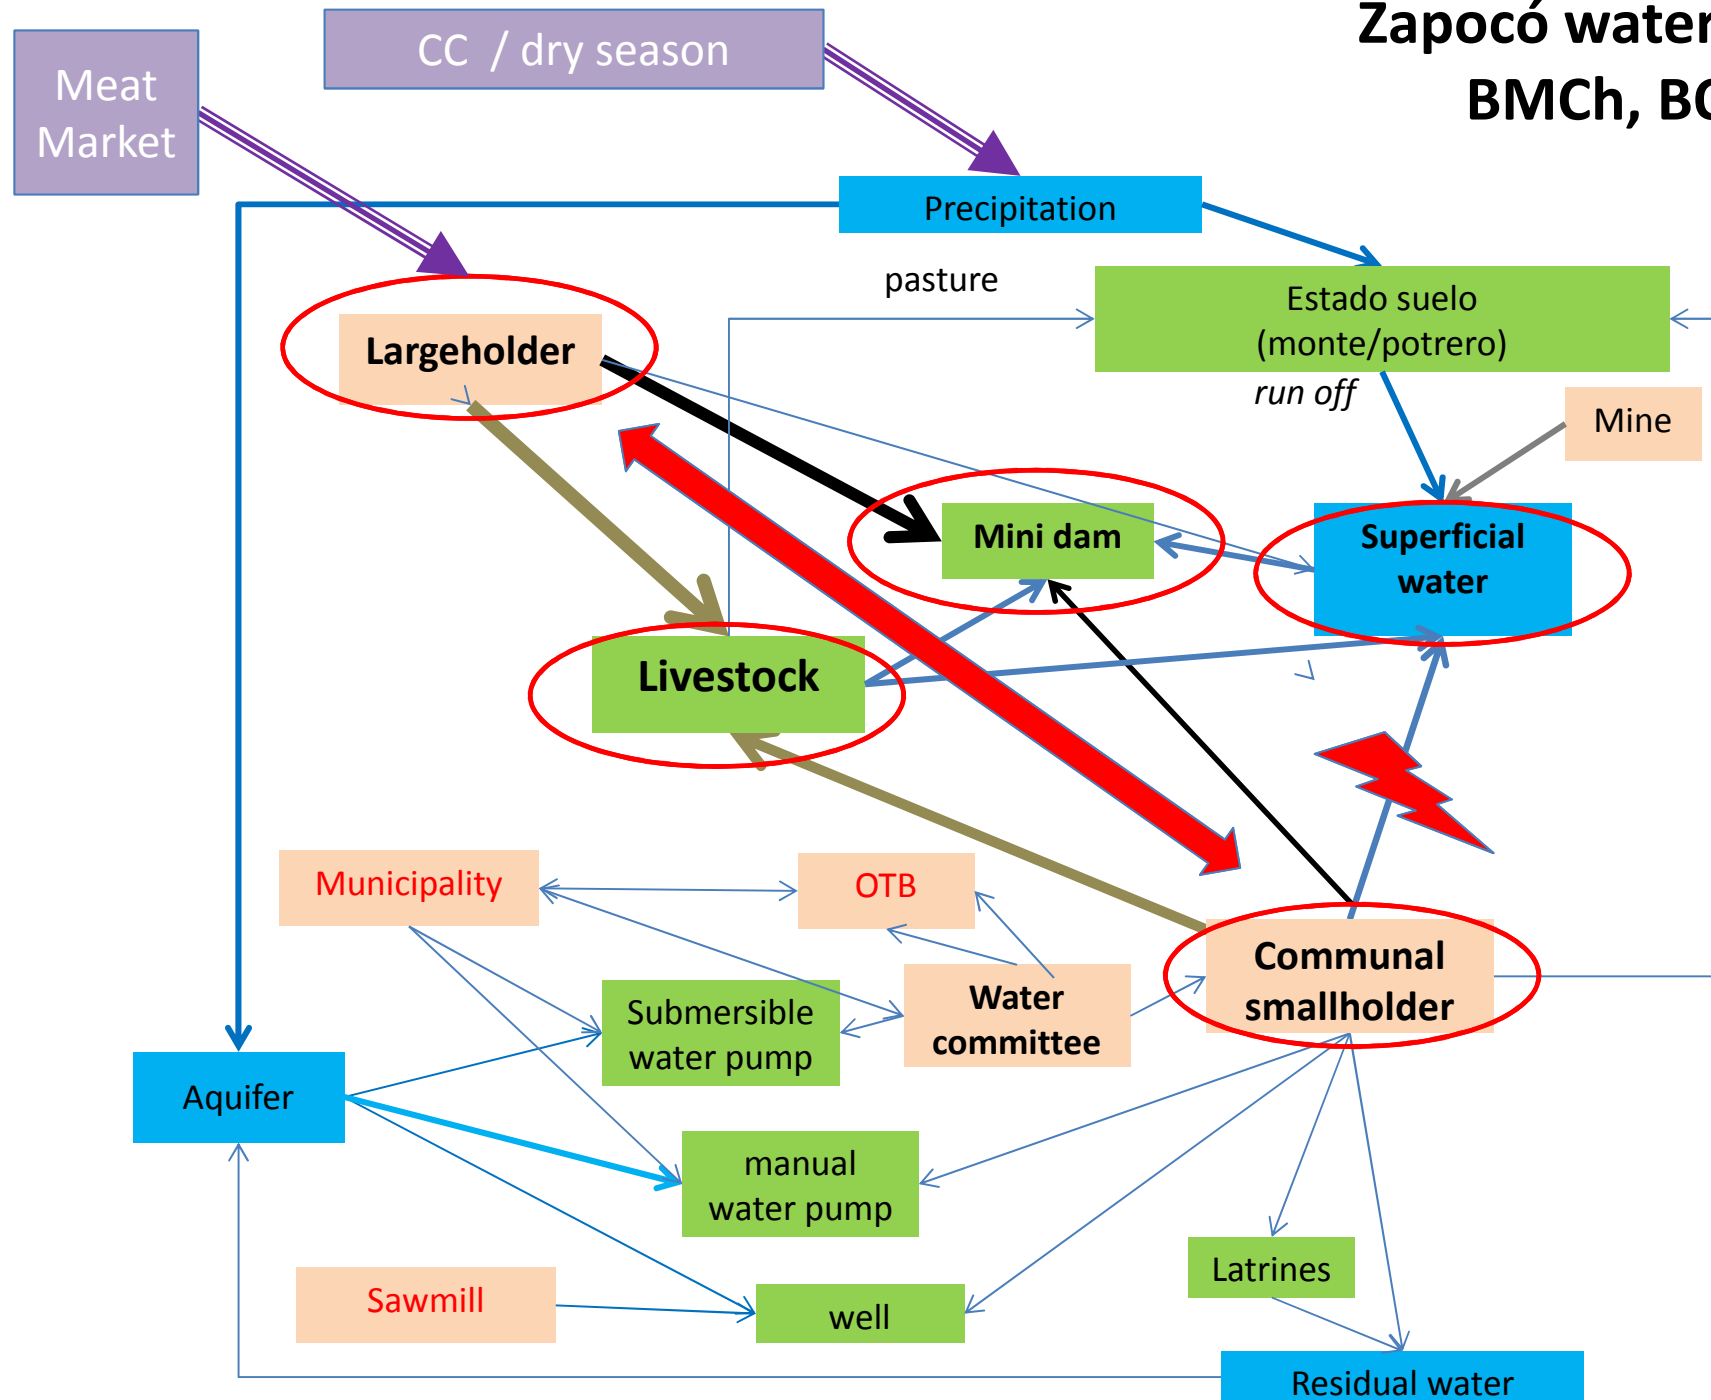 Zapocó water
BMCh, BO
CC / dry season
Meat
Market
Precipitation
pasture
Estado suelo
(monte/potrero)
run off
Largeholder
Mine
Mini dam
Superficial
water
Livestock
Municipality
OTB
Communal
smallholder
Water
committee
Submersible
water pump
Aquifer
manual
water pump
Latrines
Sawmill
well
Residual water